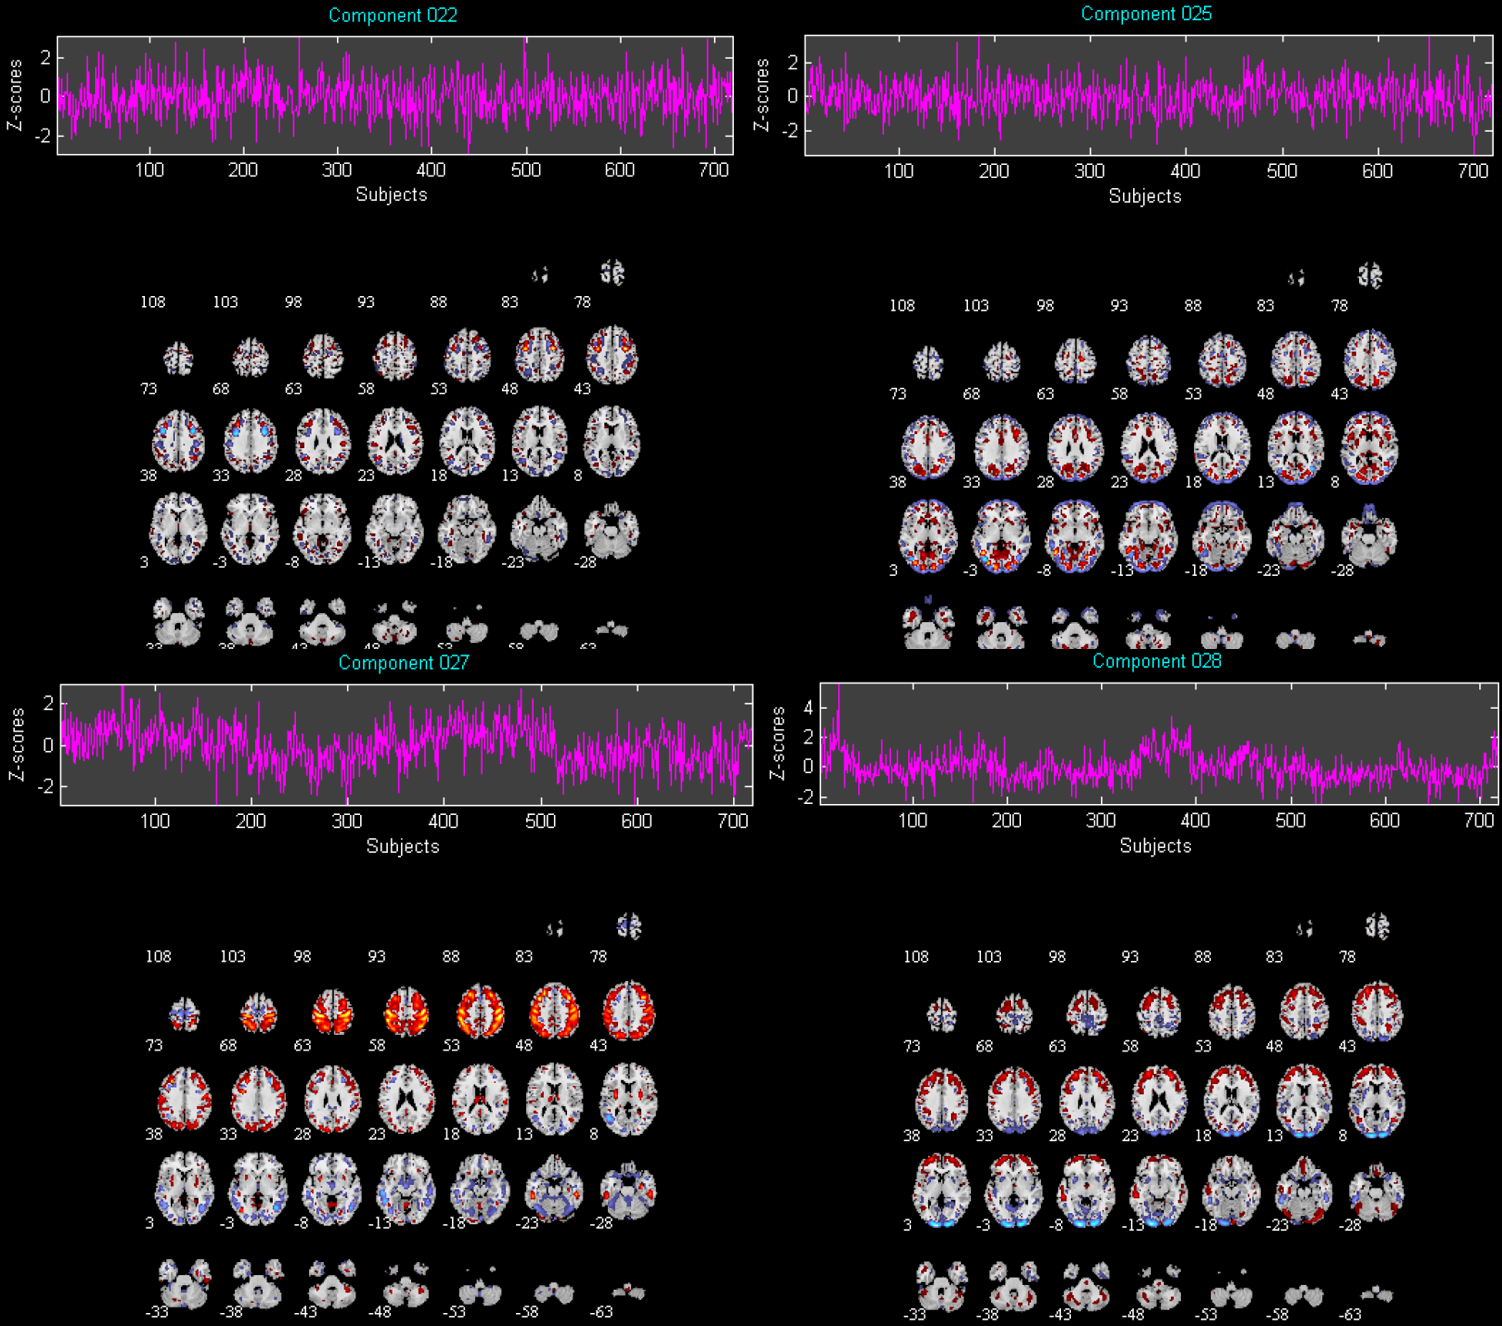 Component 022
Component 025
Z-scores
2
0
-2
100 200 300 400 500 600 700
Subjects
Z-scores
2
0
-2
100 200 300 400 500 600 700
Subjects
108 103 98 93 88 83 78
73 68 63 58 53 48 43
38 33 28 23 18 13 8
3 -3 -8 -13 -18 -23 -28
108 103 98 93 88 83 78
73 68 63 58 53 48 43
38 33 28 23 18 13 8
3 -3 -8 -13 -18 -23 -28
Component 027
Component 028
Z-scores
2
0
-2
100 200 300 400 500 600 700
Subjects
Z-scores
4
2
0
-2
100 200 300 400 500 600 700
Subjects
108 103 98 93 88 83 78
73 68 63 58 53 48 43
38 33 28 23 18 13 8
3 -3 -8 -13 -18 -23 -28
-33 -38 -43 -48 -53 -58 -63
108 103 98 93 88 83 78
73 68 63 58 53 48 43
38 33 28 23 18 13 8
3 -3 -8 -13 -18 -23 -28
-33 -38 -43 -48 -53 -58 -63